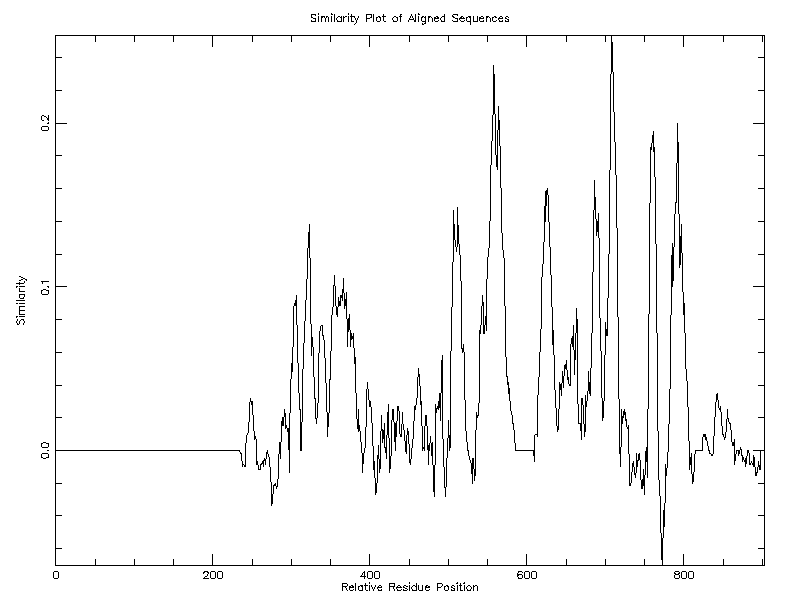 Similarity Plot of Aligned Sequences
0.2
0.1
0.0
Similarity
0 200 400 600 800
Relative Residue Position